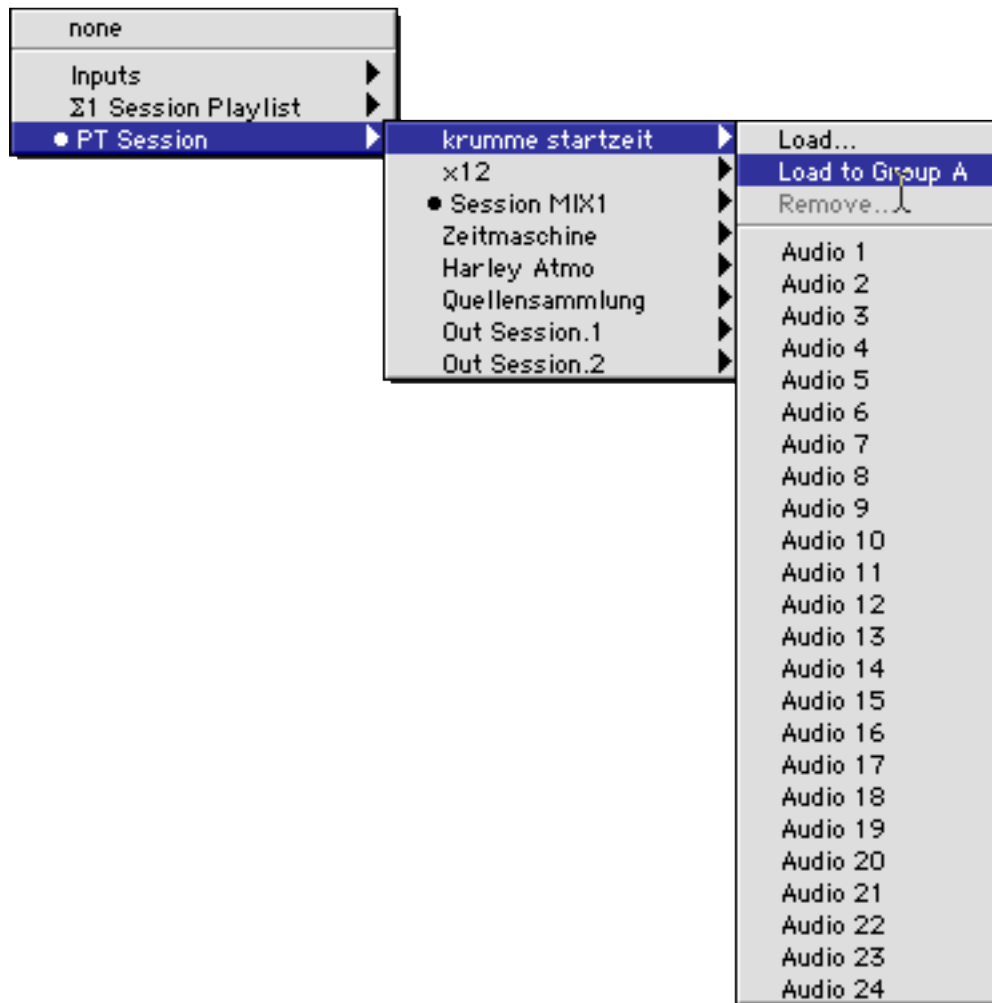 none
Inputs
Σ1 Session Playlist
● PT Session
krumme startzeit
x12
● Session MIX1
Zeitmaschine
Harley Atmo
Quellensammlung
Out Session.1
Out Session.2
Load...
Load to Group A
Remove...
Audio 1
Audio 2
Audio 3
Audio 4
Audio 5
Audio 6
Audio 7
Audio 8
Audio 9
Audio 10
Audio 11
Audio 12
Audio 13
Audio 14
Audio 15
Audio 16
Audio 17
Audio 18
Audio 19
Audio 20
Audio 21
Audio 22
Audio 23
Audio 24